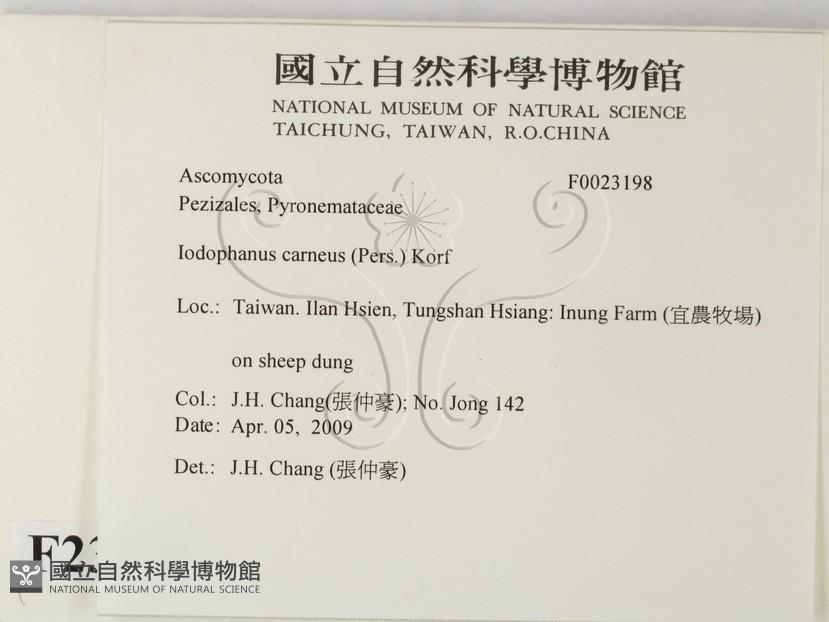 國立自然科學博物館
NATIONAL MUSEUM OF NATURAL SCIENCE
TAICHUNG, TAIWAN, R.O.CHINA
Ascomycota F0023198
Pezizales, Pyronemataceae
Iodophanus carneus (Pers.) Korf
Loc.: Taiwan. Ilan Hsien, Tungshan Hsiang: Inung Farm (宜農牧場)
on sheep dung
Col.: J.H. Chang(張仲豪); No. Jong 142
Date: Apr. 05, 2009
Det.: J.H. Chang (張仲豪)
國立自然科學博物館
NATIONAL MUSEUM OF NATURAL SCIENCE